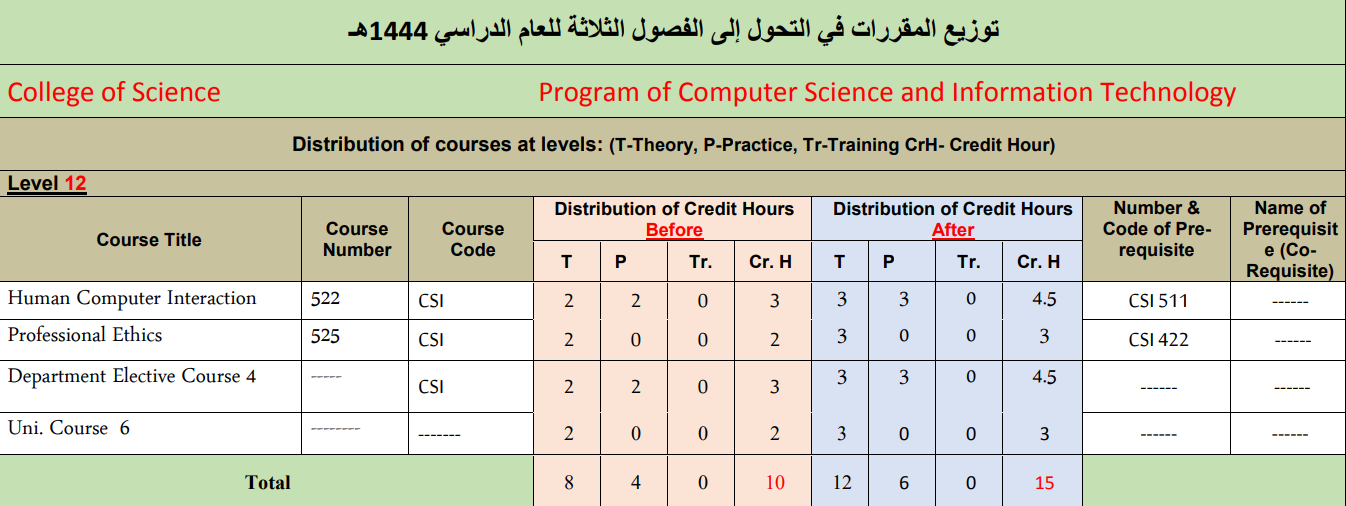 توزيع المقررات في التحول إلى الفصول الثلاثة للعام الدراسي 1444هـ
College of Science Program of Computer Science and Information Technology
Distribution of courses at levels: (T-Theory, P-Practice, Tr-Training CrH- Credit Hour)
Level 12
Course Title
Course
Number
Course
Code
Distribution of Credit Hours
Before
Distribution of Credit Hours
After
Number &
Code of Pre-
requisite
Name of
Prerequisit
e (Co-
Requisite)
T P Tr. Cr. H T P Tr. Cr. H
Human Computer Interaction 522 CSI 2 2 0 3 3 3 0 4.5 CSI 511 ------
Professional Ethics 525 CSI 2 0 0 2 3 0 0 3 CSI 422 ------
Department Elective Course 4 ----- CSI 2 2 0 3 3 3 0 4.5 ------ ------
Uni. Course 6 -------- ------- 2 0 0 2 3 0 0 3 ------ ------
Total 8 4 0 10 12 6 0 15